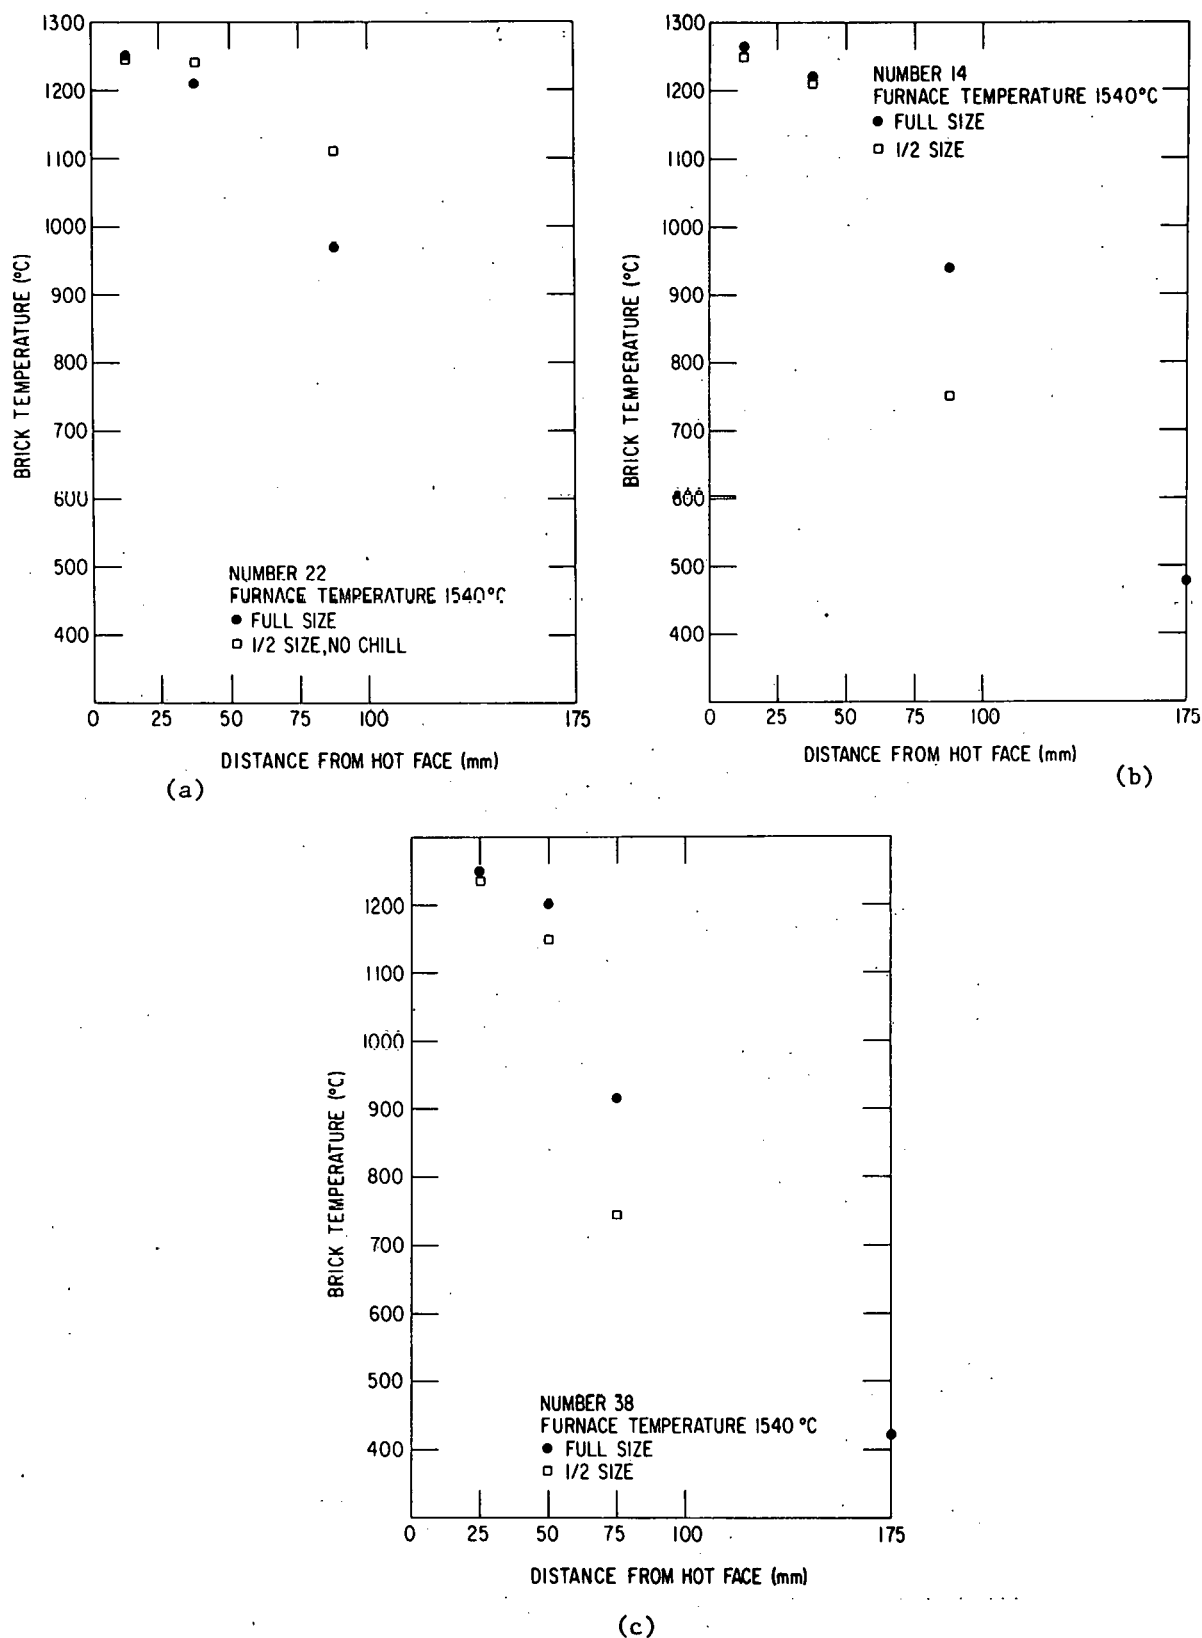 1300
1200
1100
1000
900
800
700
600
500
400
BRICK TEMPERATURE (°C)
NUMBER 22
FURNACE TEMPERATURE 1540°C
● FULL SIZE
□ 1/2 SIZE, NO CHILL
0 25 50 75 100 175
DISTANCE FROM HOT FACE (mm)
(a)
1300
1200
1100
1000
900
800
700
600
500
400
BRICK TEMPERATURE (°C)
NUMBER 14
FURNACE TEMPERATURE 1540°C
● FULL SIZE
□ 1/2 SIZE
0 25 50 75 100 175
DISTANCE FROM HOT FACE (mm)
(b)
1200
1100
1000
900
800
700
600
500
400
BRICK TEMPERATURE (°C)
NUMBER 38
FURNACE TEMPERATURE 1540°C
● FULL SIZE
□ 1/2 SIZE
0 25 50 75 100 175
DISTANCE FROM HOT FACE (mm)
(c)